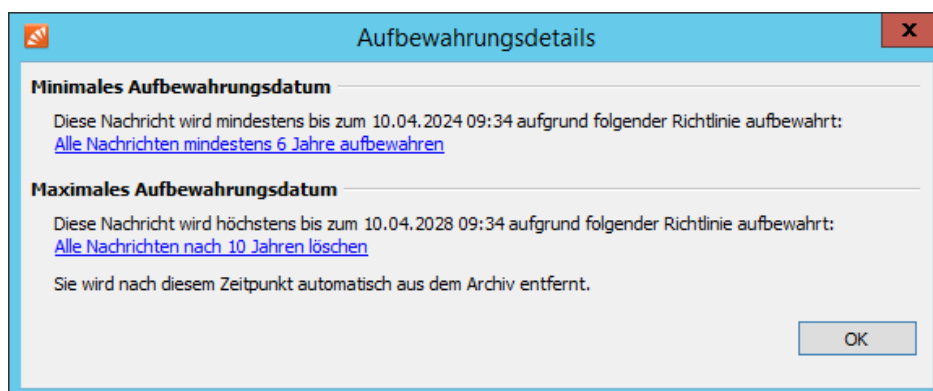 Aufbewahrungsdetails
x
Minimales Aufbewahrungsdatum
Diese Nachricht wird mindestens bis zum 10.04.2024 09:34 aufgrund folgender Richtlinie aufbewahrt:
Alle Nachrichten mindestens 6 Jahre aufbewahren
Maximales Aufbewahrungsdatum
Diese Nachricht wird höchstens bis zum 10.04.2028 09:34 aufgrund folgender Richtlinie aufbewahrt:
Alle Nachrichten nach 10 Jahren löschen
Sie wird nach diesem Zeitpunkt automatisch aus dem Archiv entfernt.
OK